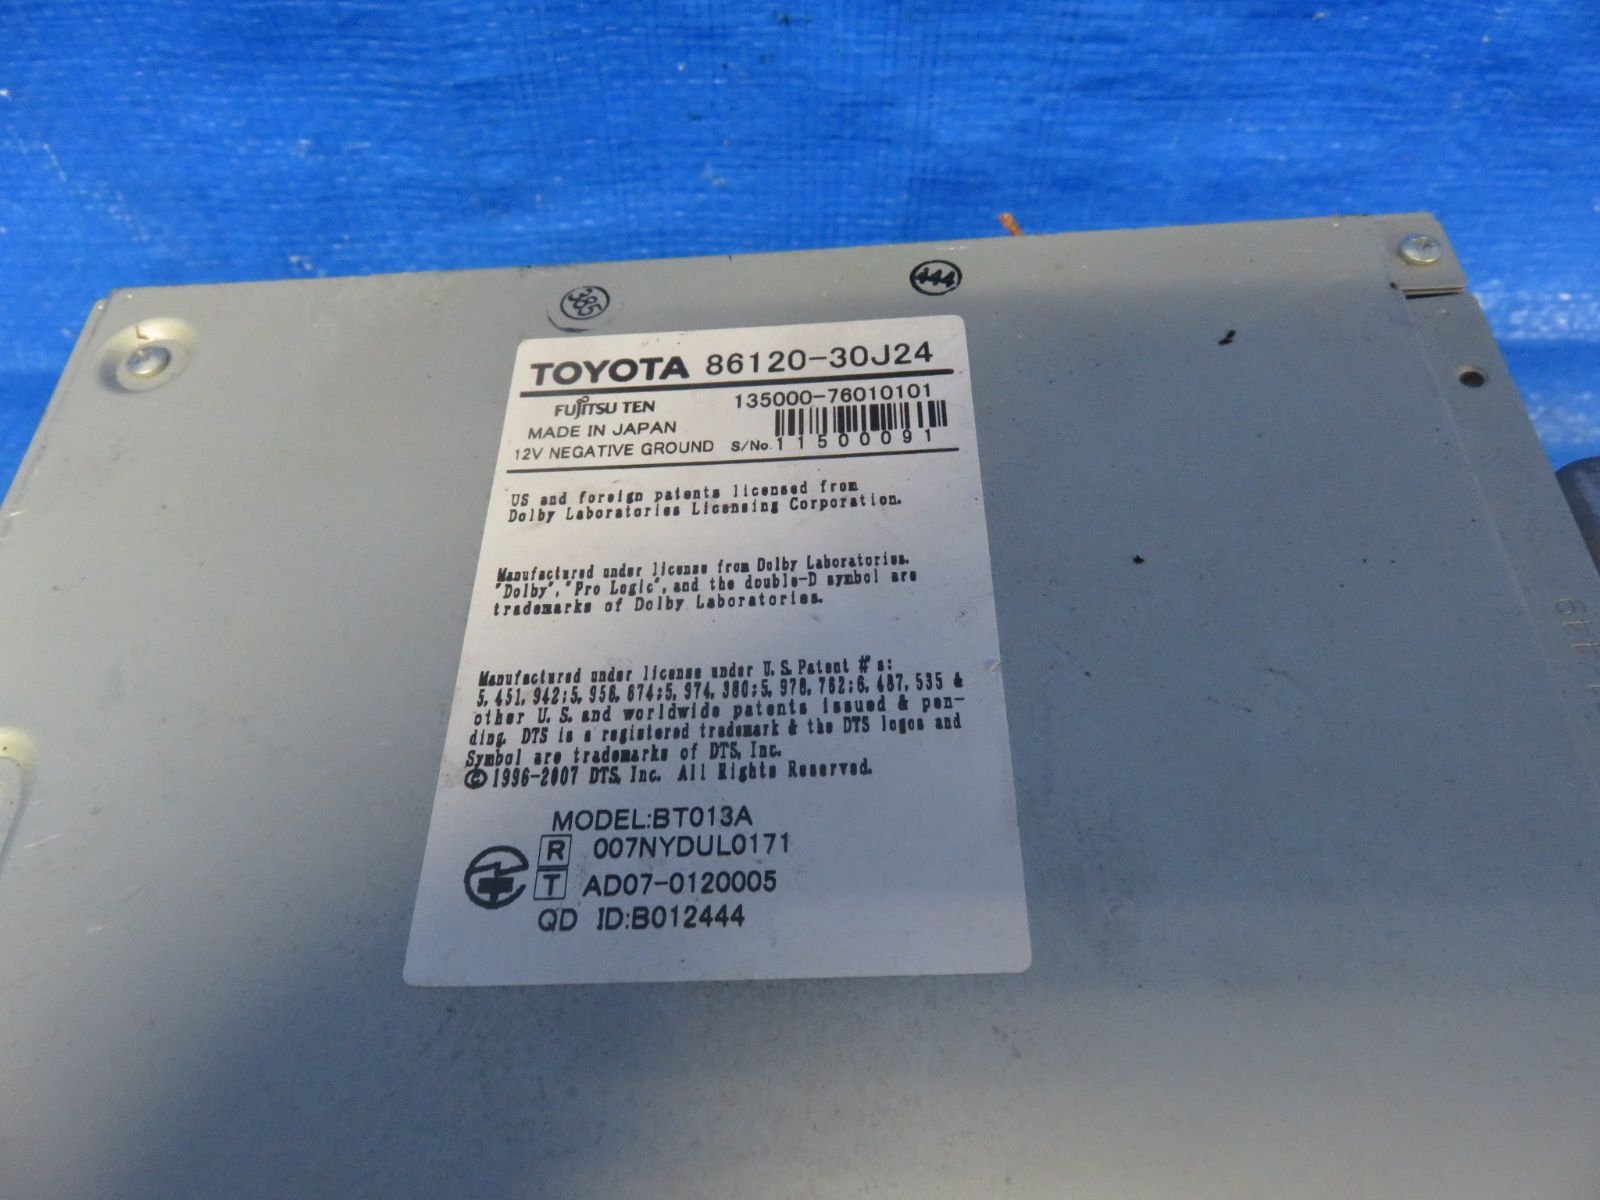 385
444
TOYOTA 86120-30J24
FUJITSU TEN 135000-76010101
MADE IN JAPAN
12V NEGATIVE GROUND S/No. 11500091
US and foreign patents licensed from
Dolby Laboratories Licensing Corporation.
Manufactured under license from Dolby Laboratories.
"Dolby", "Pro Logic", and the double-D symbol are
trademarks of Dolby Laboratories.
Manufactured under license under U.S. Patent #'s:
5,451,942;5,956,674;5,974,380;5,978,762;6,487,535 &
other U.S. and worldwide patents issued & pen-
ding. DTS is a registered trademark & the DTS logos and
Symbol are trademarks of DTS, Inc.
©1996-2007 DTS, Inc. All Rights Reserved.
MODEL:BT013A
R 007NYDUL0171
T AD07-0120005
QD ID:B012444